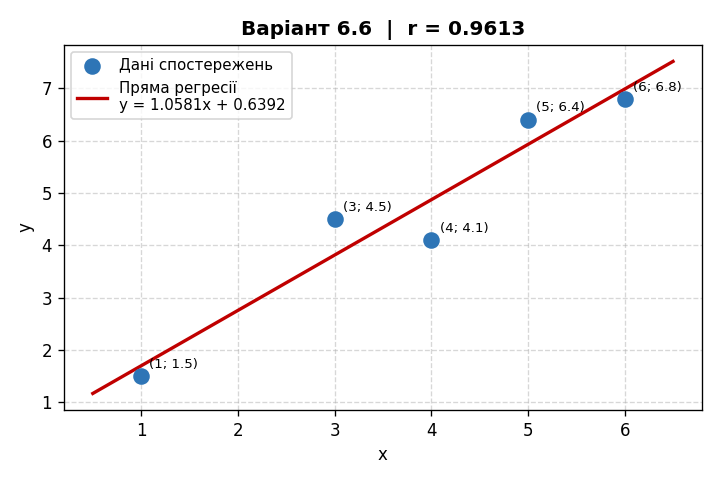 Варіант 6.6 | r = 0.9613
Дані спостережень
Пряма регресії
y = 1.0581x + 0.6392
(6; 6.8)
(5; 6.4)
(3; 4.5)
(4; 4.1)
(1; 1.5)
7
6
5
4
3
2
1
y
1 2 3 4 5 6
x